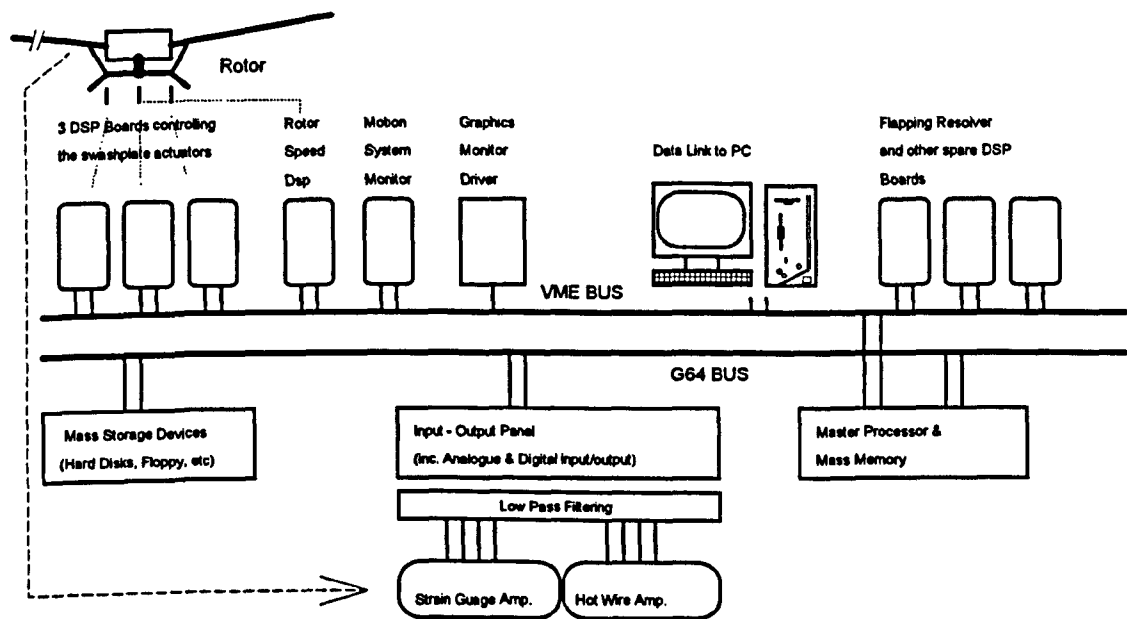 Rotor
3 DSP Boards controlling
the swashplate actuators
Rotor
Speed
Dsp
Motion
System
Monitor
Graphics
Monitor
Driver
Data Link to PC
Flapping Resolver
and other spare DSP
Boards
VME BUS
G64 BUS
Mass Storage Devices
(Hard Disks, Floppy, etc)
Input - Output Panel
(inc. Analogue & Digital input/output)
Master Processor &
Mass Memory
Low Pass Filtering
Strain Guage Amp.
Hot Wire Amp.